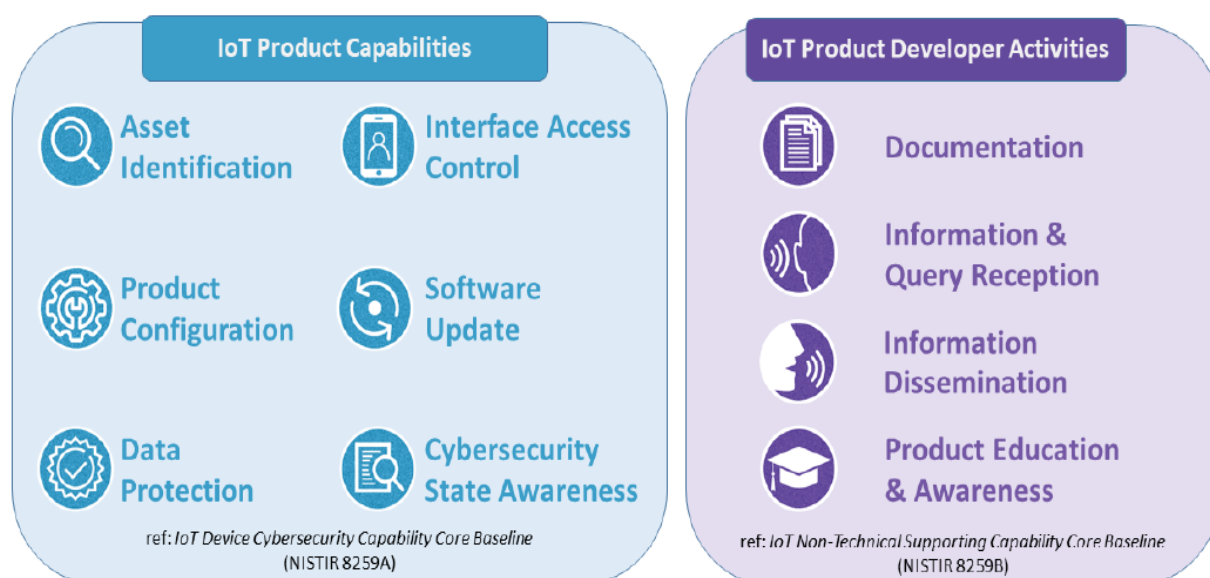 IoT Product Capabilities
Asset
Identification
Interface Access
Control
Product
Configuration
Software
Update
Data
Protection
Cybersecurity
State Awareness
ref: IoT Device Cybersecurity Capability Core Baseline
(NISTIR 8259A)
IoT Product Developer Activities
Documentation
Information &
Query Reception
Information
Dissemination
Product Education
& Awareness
ref: IoT Non-Technical Supporting Capability Core Baseline
(NISTIR 8259B)